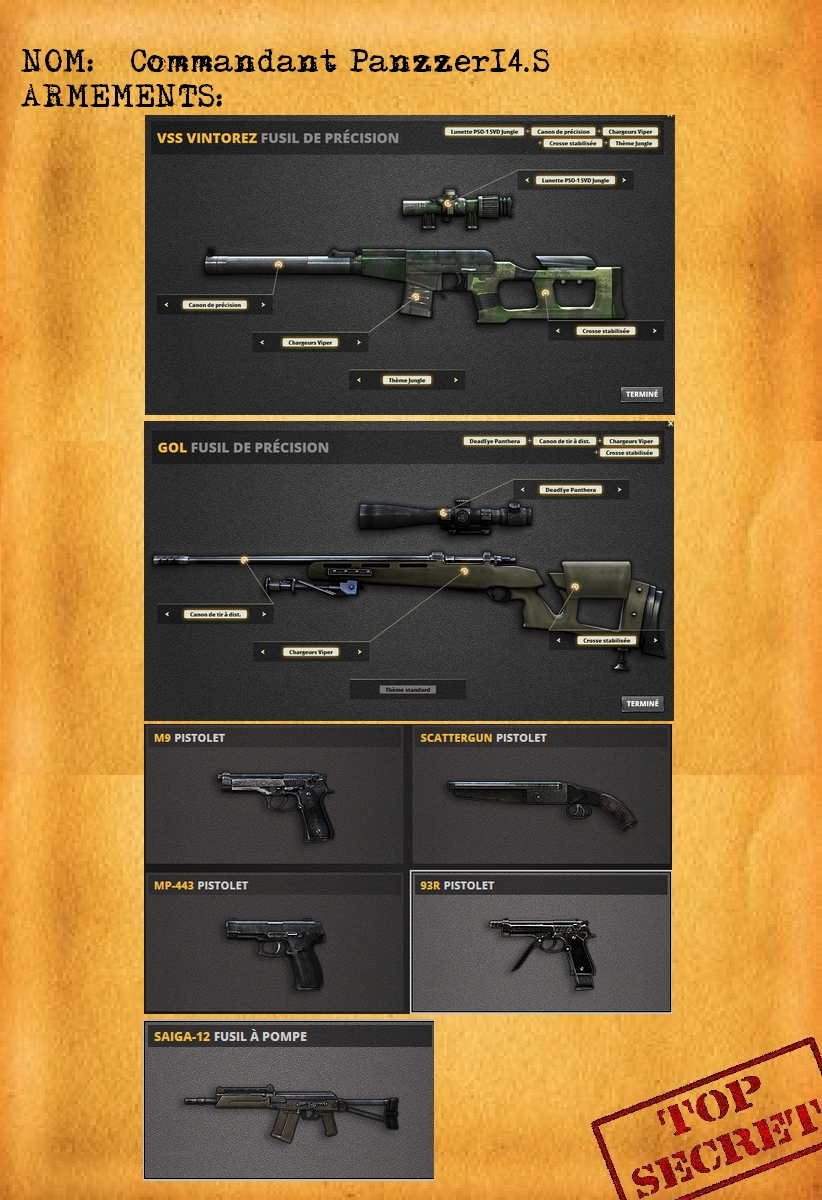 NOM: Commandant PanzzerI4.S
ARMEMENTS:
VSS VINTOREZ FUSIL DE PRÉCISION
Lunette PSO-1 SVD Jungle + Canon de précision + Chargeurs Viper
+ Crosse stabilisée + Thème Jungle
< Lunette PSO-1 SVD Jungle >
< Canon de précision >
< Crosse stabilisée >
< Chargeurs Viper >
< Thème Jungle >
TERMINÉ
x
GOL FUSIL DE PRÉCISION
DeadEye Panthera + Canon de tir à dist. + Chargeurs Viper
+ Crosse stabilisée
< DeadEye Panthera >
< Canon de tir à dist. >
< Crosse stabilisée >
< Chargeurs Viper >
Thème standard
TERMINÉ
M9 PISTOLET
SCATTERGUN PISTOLET
MP-443 PISTOLET
93R PISTOLET
SAIGA-12 FUSIL À POMPE
TOP
SECRET